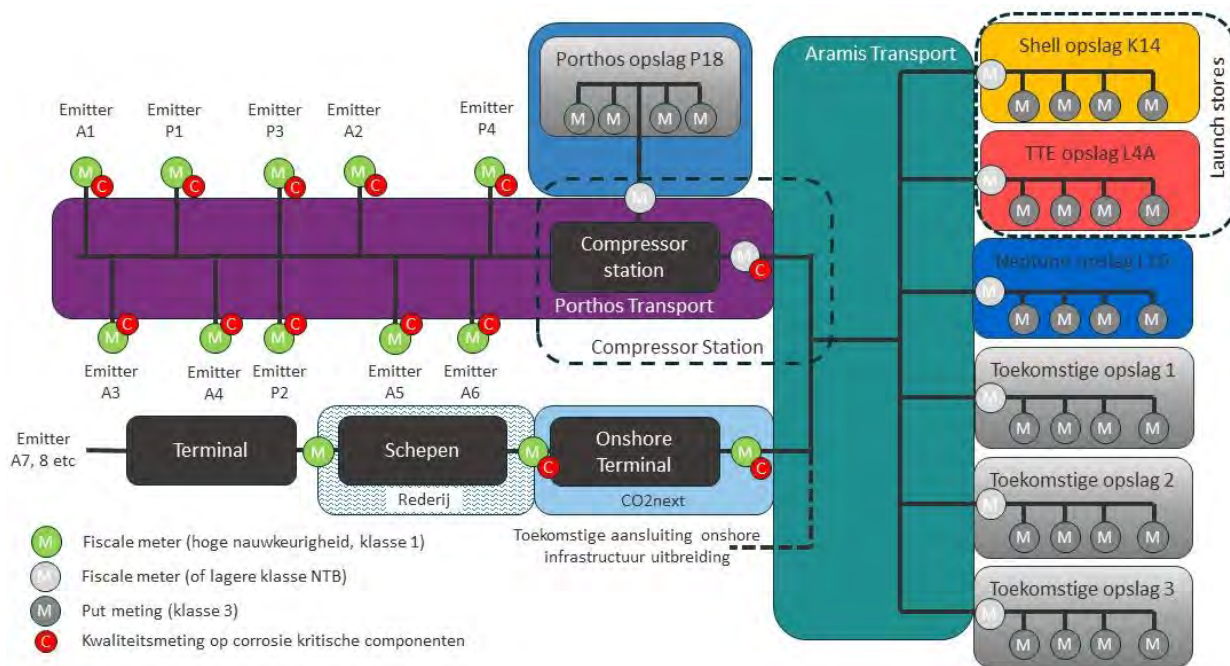 Porthos opslag P18
M M M M
M
Aramis Transport
Shell opslag K14
M
M M M M
TTE opslag L4A
M
M M M M
Launch stores
Neptune opslag
M
M M M M
Toekomstige opslag 1
M
M M M M
Toekomstige opslag 2
M
M M M M
Toekomstige opslag 3
M
M M M M
Emitter
A1
Emitter
P1
Emitter
P3
Emitter
A2
Emitter
P4
M C
M C
M C
M C
M C
Compressor
station
M C
Porthos Transport
Compressor Station
M C
M C
M C
M C
M C
Emitter
A3
Emitter
A4
Emitter
P2
Emitter
A5
Emitter
A6
Emitter
A7, 8 etc
Terminal
M
Schepen
Rederij
M C
Onshore
Terminal
CO2next
M C
Toekomstige aansluiting onshore
infrastructuur uitbreiding
M Fiscale meter (hoge nauwkeurigheid, klasse 1)
M Fiscale meter (of lagere klasse NTB)
M Put meting (klasse 3)
C Kwaliteitsmeting op corrosie kritische componenten